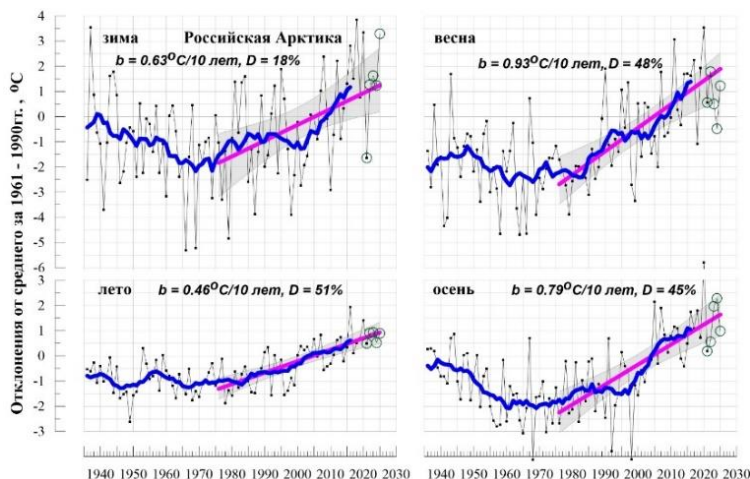 зима Российская Арктика
b = 0.63°C/10 лет, D = 18%
весна
b = 0.93°C/10 лет, D = 48%
4
3
2
1
0
-1
-2
-3
-4
-5
-6
Отклонения от среднего за 1961 - 1990гг. , °C
лето
b = 0.46°C/10 лет, D = 51%
осень
b = 0.79°C/10 лет, D = 45%
3
2
1
0
-1
-2
-3
1940 1950 1960 1970 1980 1990 2000 2010 2020 2030
1940 1950 1960 1970 1980 1990 2000 2010 2020 2030